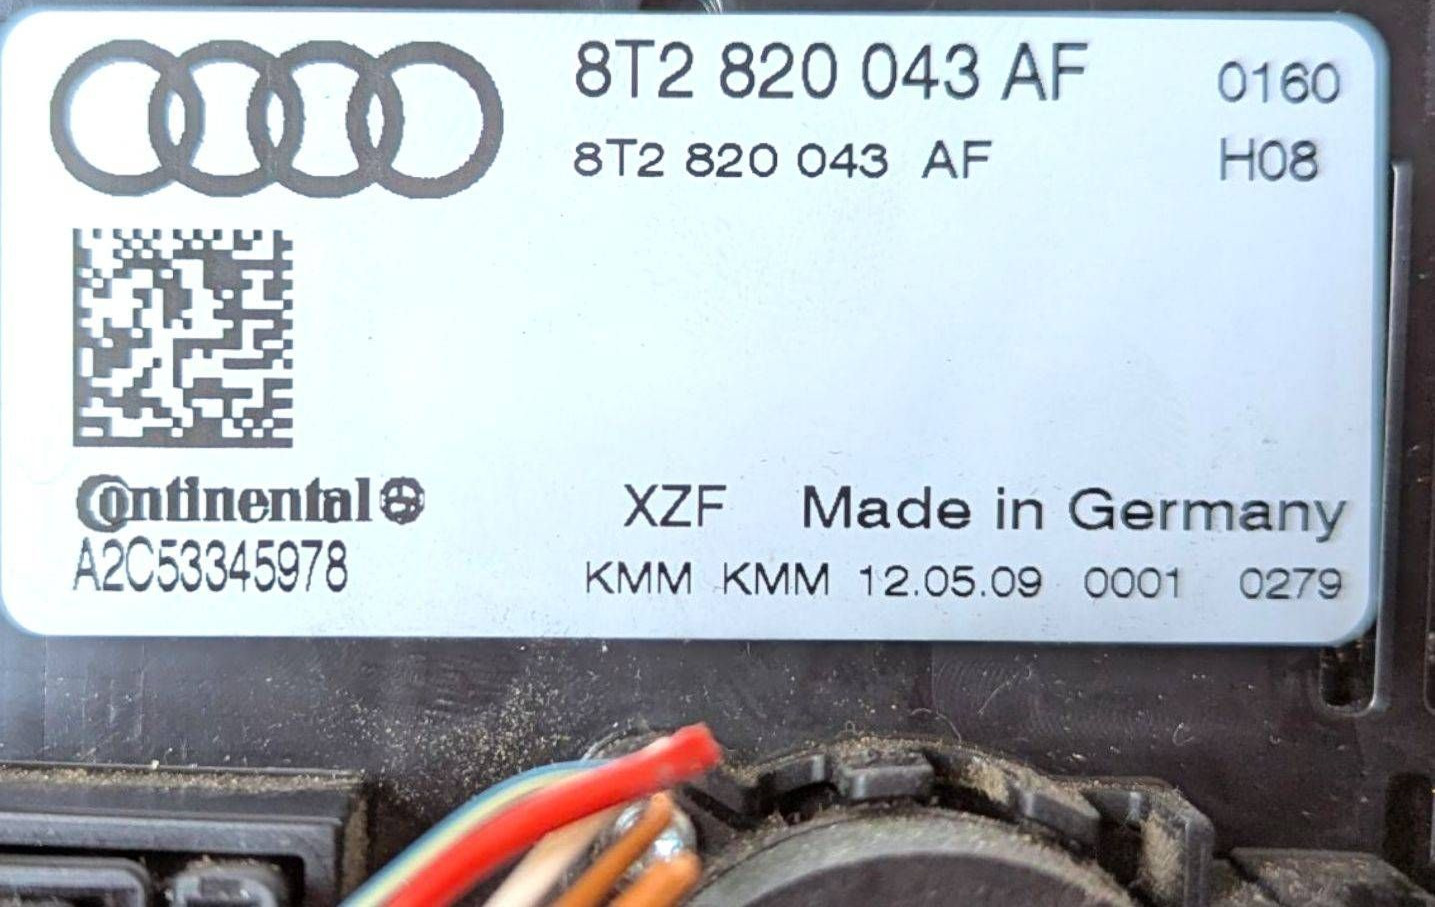 8T2 820 043 AF 0160
8T2 820 043 AF H08
Continental
A2C53345978
XZF Made in Germany
KMM KMM 12.05.09 0001 0279